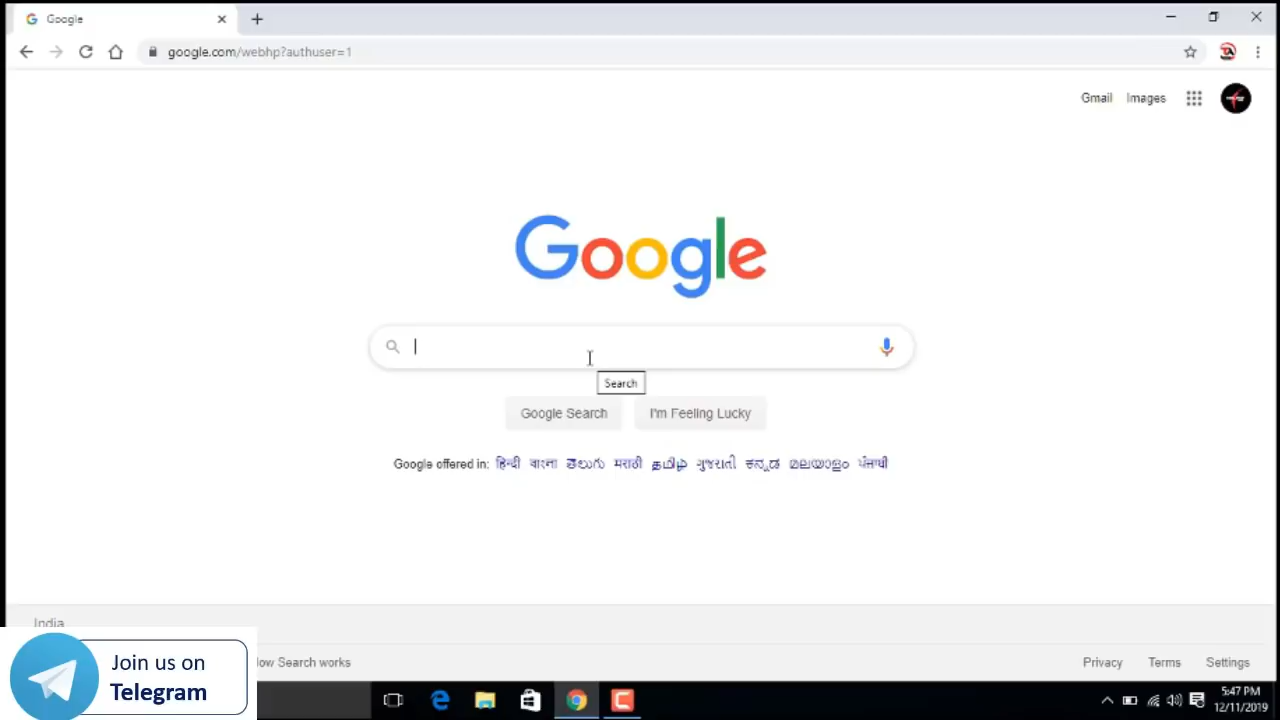 Google
google.com/webhp?authuser=1
Gmail Images
Google
Search
Google Search I'm Feeling Lucky
Google offered in: हिन्दी বাংলা తెలుగు मराठी தமிழ் ગુજરાતી ಕನ್ನಡ മലയാളം ਪੰਜਾਬੀ
India
How Search works
Privacy Terms Settings
Join us on
Telegram
5:47 PM
12/11/2019